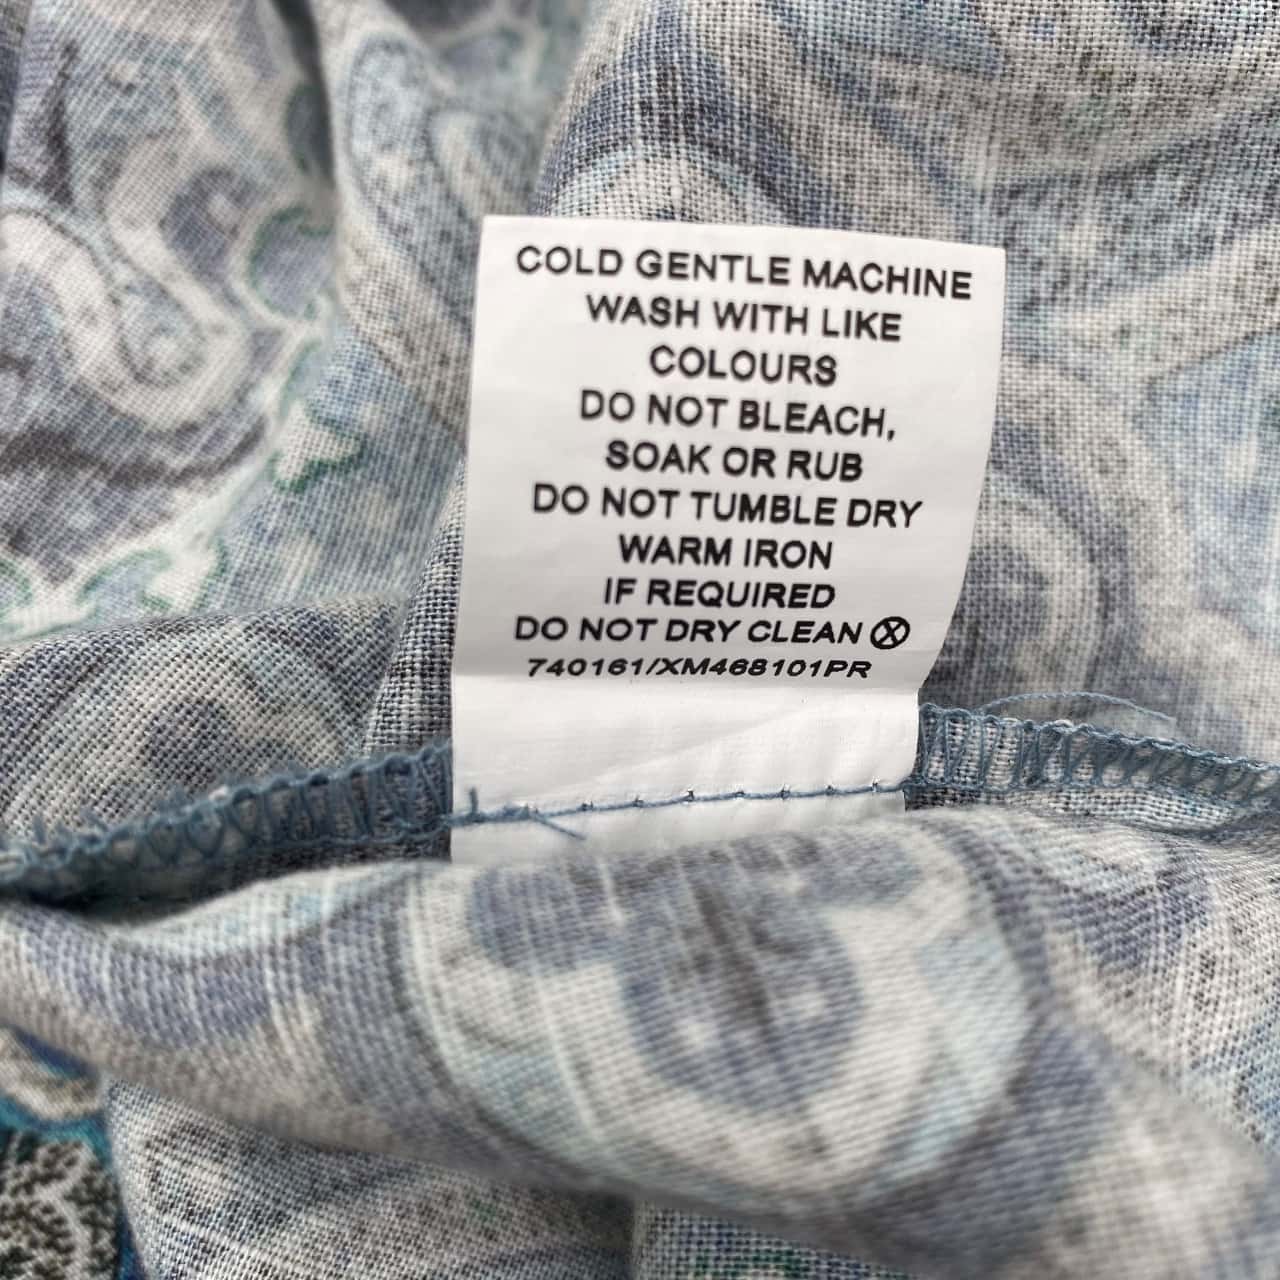 COLD GENTLE MACHINE
WASH WITH LIKE
COLOURS
DO NOT BLEACH,
SOAK OR RUB
DO NOT TUMBLE DRY
WARM IRON
IF REQUIRED
DO NOT DRY CLEAN ⓧ
740161/XM468101PR